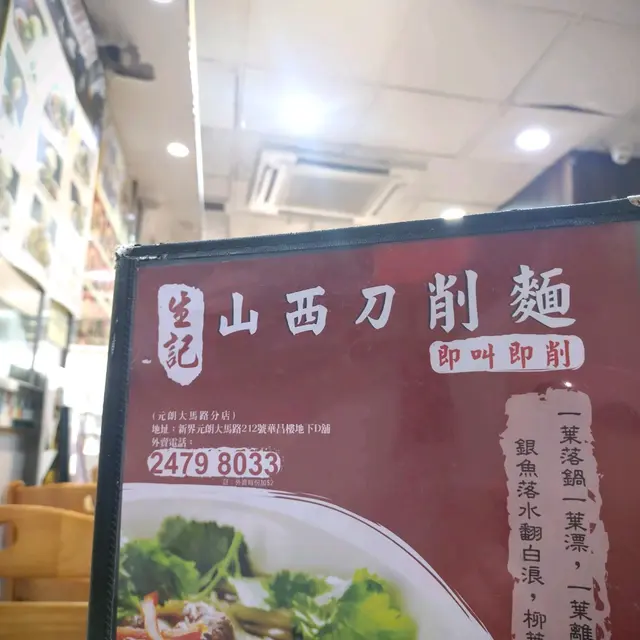 生記
山西刀削麵
即叫即削
(元朗大馬路分店)
地址：新界元朗大馬路212號華昌樓地下D舖
外賣電話：
2479 8033
一葉落鍋一葉漂，一葉離
銀魚落水翻白浪，柳葉